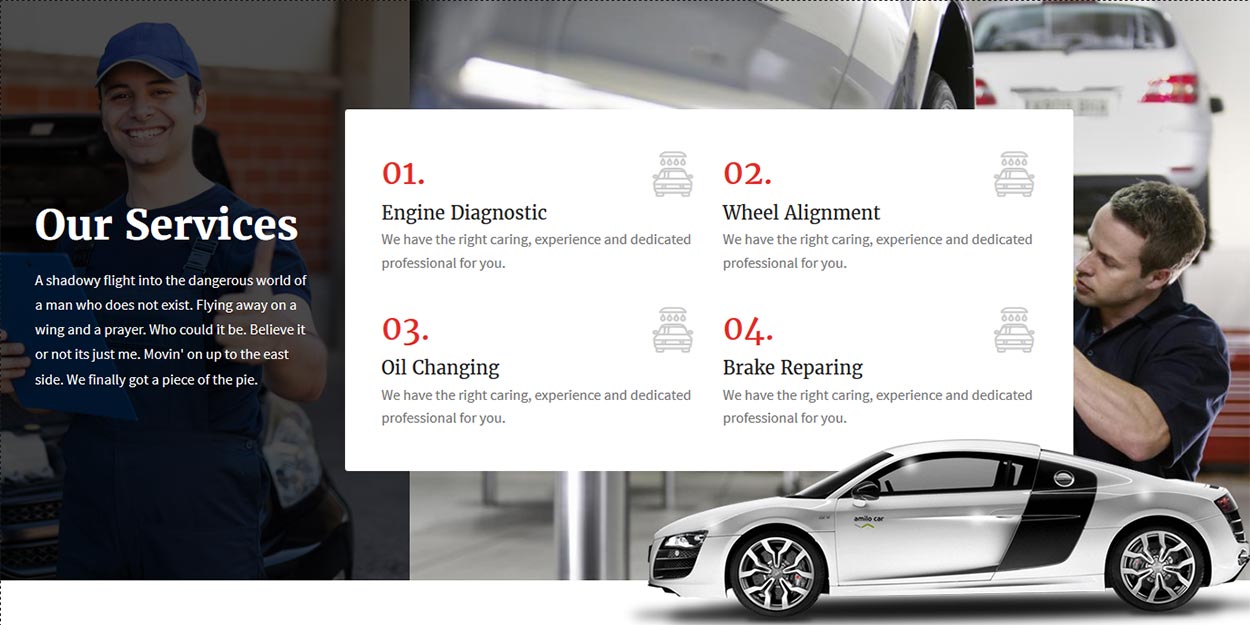 Our Services
A shadowy flight into the dangerous world of
a man who does not exist. Flying away on a
wing and a prayer. Who could it be. Believe it
or not its just me. Movin' on up to the east
side. We finally got a piece of the pie.
01.
Engine Diagnostic
We have the right caring, experience and dedicated
professional for you.
02.
Wheel Alignment
We have the right caring, experience and dedicated
professional for you.
03.
Oil Changing
We have the right caring, experience and dedicated
professional for you.
04.
Brake Reparing
We have the right caring, experience and dedicated
professional for you.
amilo car